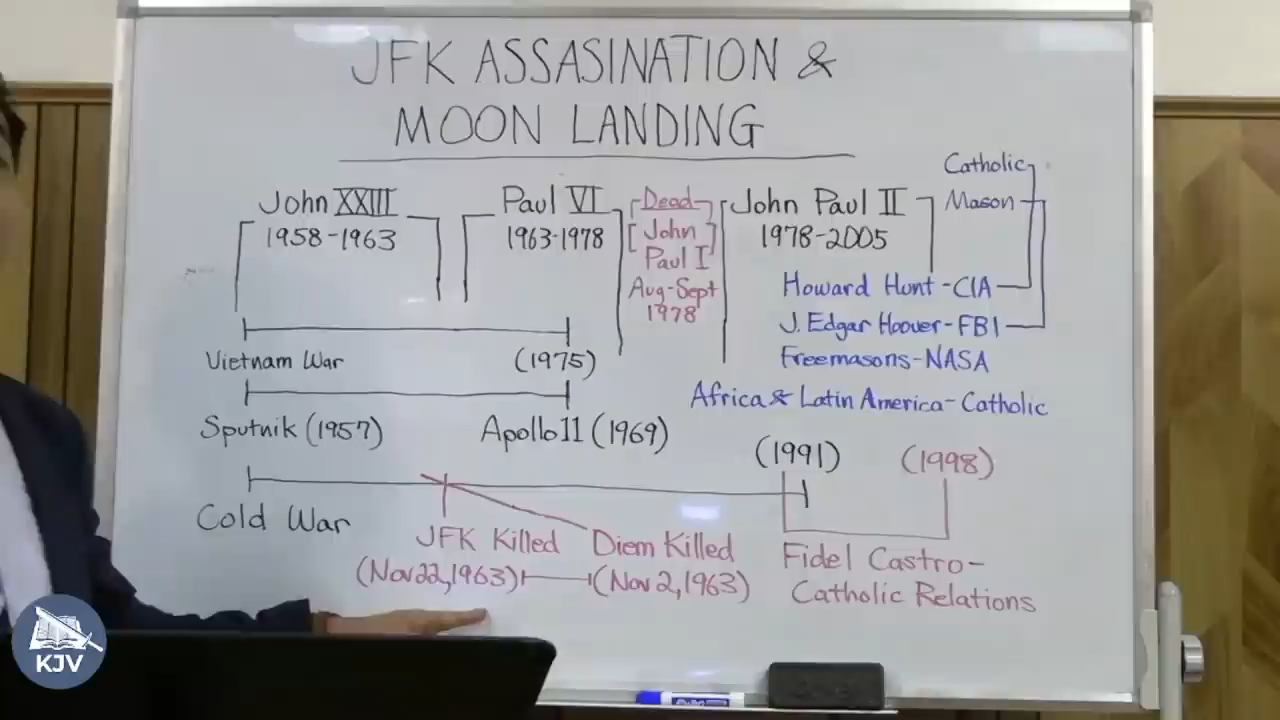 JFK ASSASINATION &
MOON LANDING
John XXIII
1958-1963
Paul VI
1963-1978
Dead
John
Paul I
Aug-Sept
1978
John Paul II
1978-2005
Catholic
Mason
Howard Hunt-CIA
J. Edgar Hoover-FBI
Freemasons-NASA
Africa & Latin America-Catholic
Vietnam War
(1975)
Sputnik (1957)
Apollo 11 (1969)
(1991)
(1998)
Cold War
JFK Killed
(Nov 22, 1963)
Diem Killed
(Nov 2, 1963)
Fidel Castro-
Catholic Relations
KJV